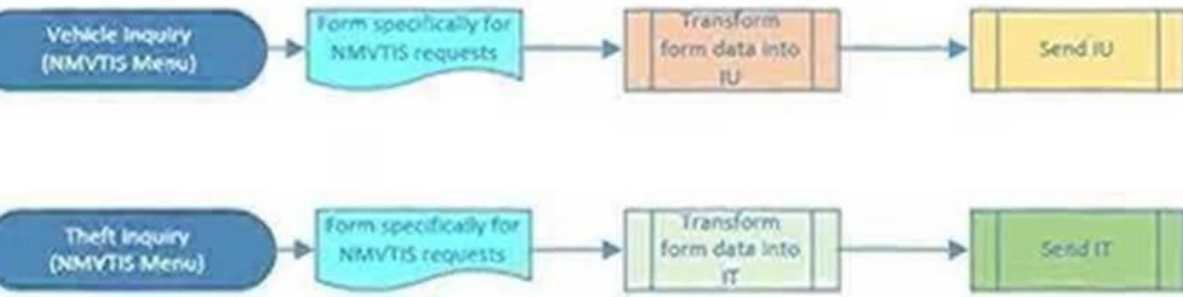 Vehicle Inquiry
(NMVTIS Menu)
Form specifically for
NMVTIS requests
Transform
form data into
IU
Send IU
Theft Inquiry
(NMVTIS Menu)
Form specifically for
NMVTIS requests
Transform
form data into
IT
Send IT